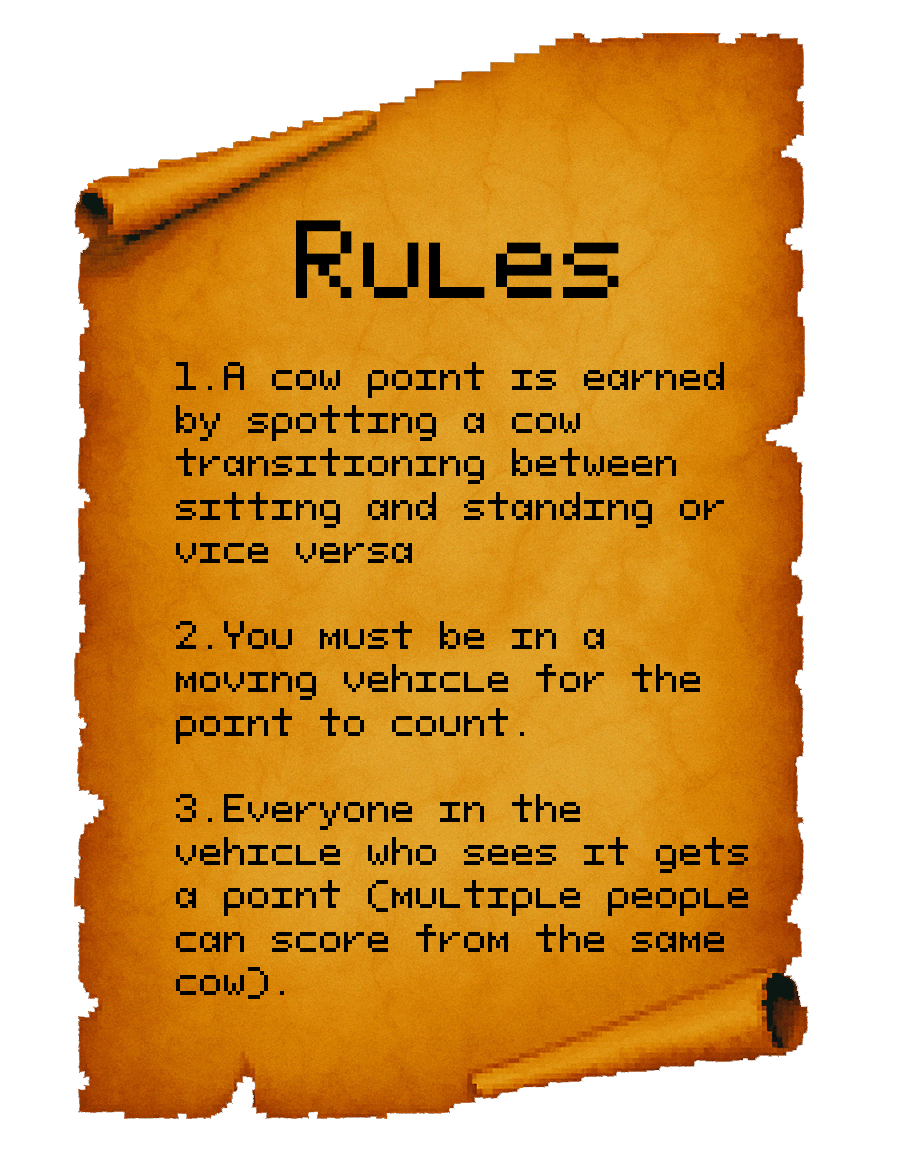 Rules
1.A cow point is earned
by spotting a cow
transitioning between
sitting and standing or
vice versa
2.You must be in a
moving vehicle for the
point to count.
3.Everyone in the
vehicle who sees it gets
a point (multiple people
can score from the same
cow).